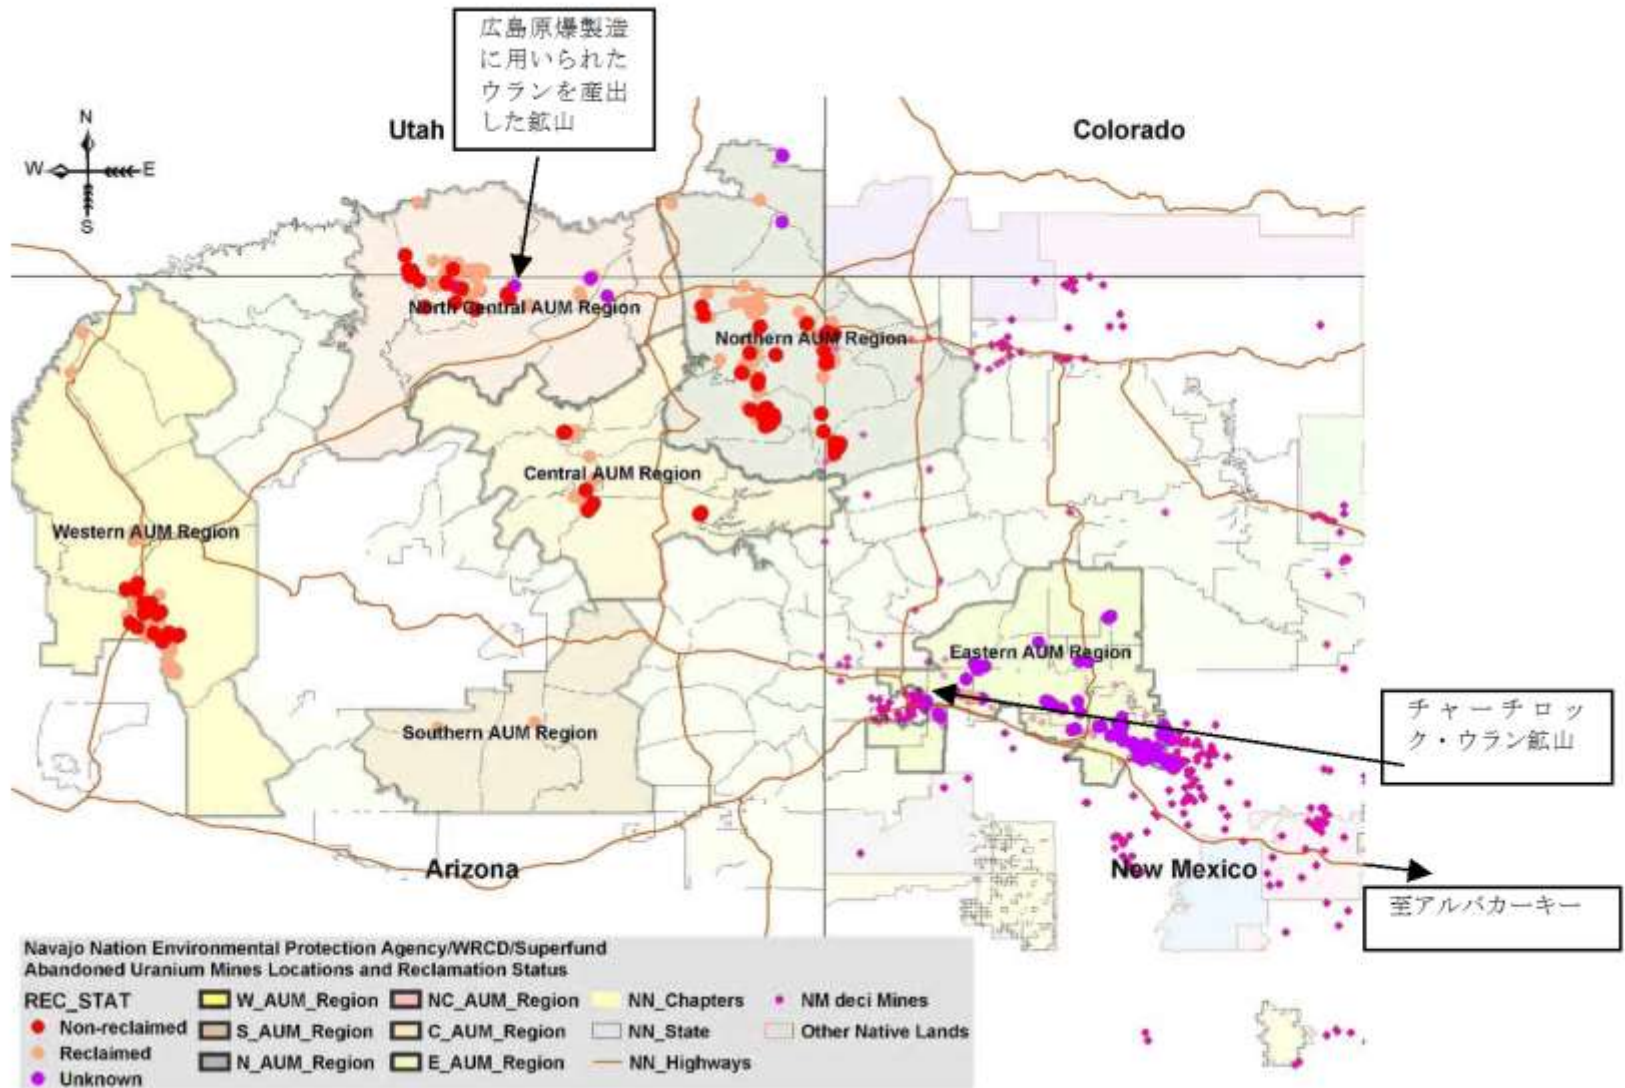 広島原爆製造
に用いられた
ウランを産出
した鉱山
Utah
Colorado
N
W
E
S
North Central AUM Region
Northern AUM Region
Central AUM Region
Western AUM Region
Eastern AUM Region
Southern AUM Region
チャーチロッ
ク・ウラン鉱山
Arizona
New Mexico
至アルバカーキー
Navajo Nation Environmental Protection Agency/WRCD/Superfund
Abandoned Uranium Mines Locations and Reclamation Status
REC_STAT
Non-reclaimed
Reclaimed
Unknown
W_AUM_Region
S_AUM_Region
N_AUM_Region
NC_AUM_Region
C_AUM_Region
E_AUM_Region
NN_Chapters
NN_State
NN_Highways
NM deci Mines
Other Native Lands